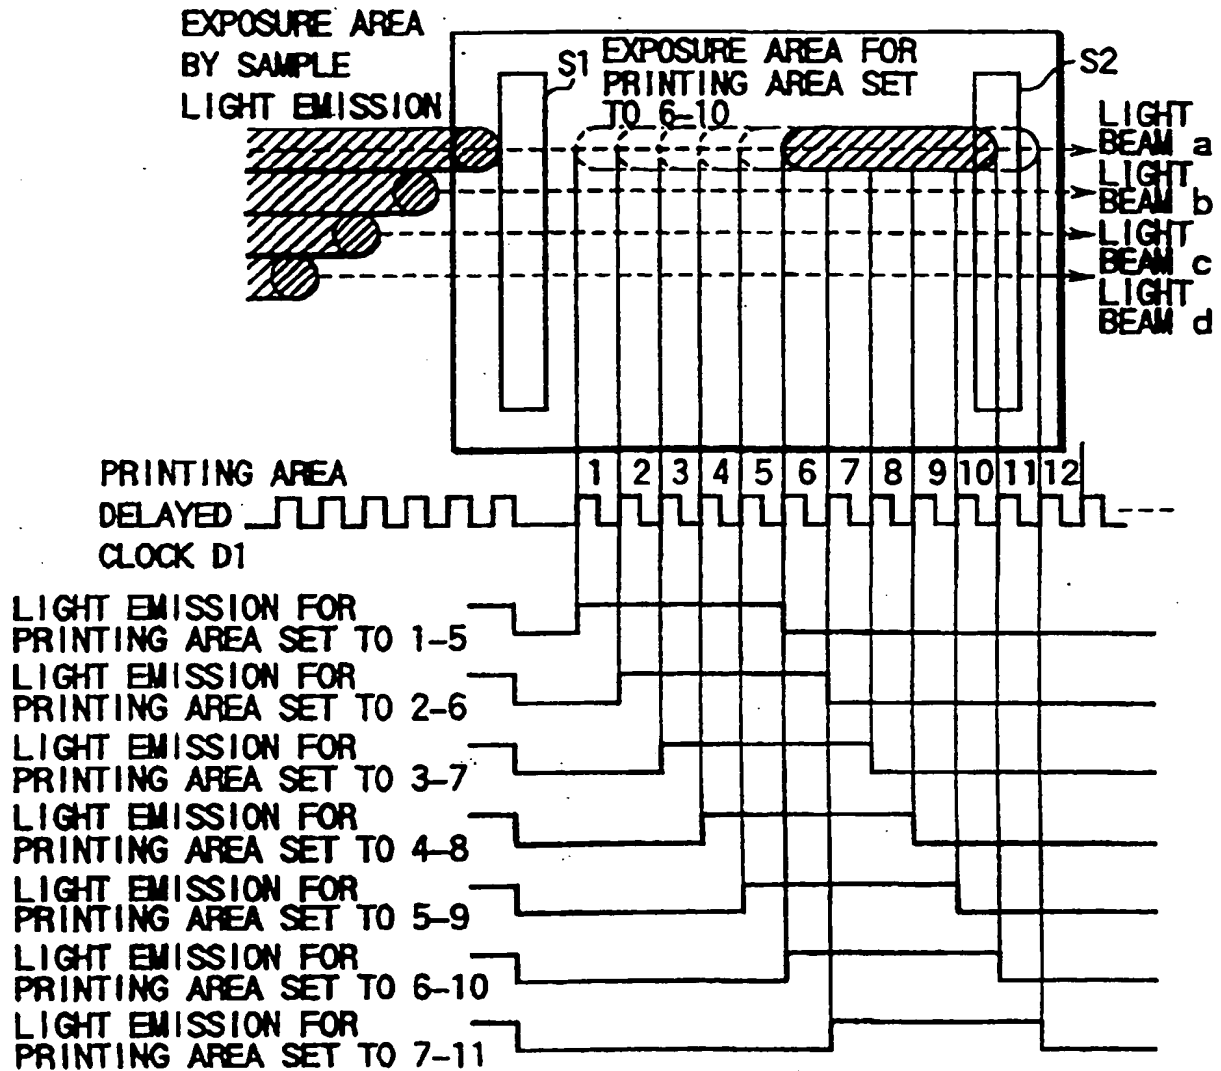 EXPOSURE AREA
BY SAMPLE
LIGHT EMISSION
S1
EXPOSURE AREA FOR
PRINTING AREA SET
TO 6-10
S2
LIGHT
BEAM a
LIGHT
BEAM b
LIGHT
BEAM c
LIGHT
BEAM d
PRINTING AREA 1 2 3 4 5 6 7 8 9 10 11 12
DELAYED
CLOCK D1
LIGHT EMISSION FOR
PRINTING AREA SET TO 1-5
LIGHT EMISSION FOR
PRINTING AREA SET TO 2-6
LIGHT EMISSION FOR
PRINTING AREA SET TO 3-7
LIGHT EMISSION FOR
PRINTING AREA SET TO 4-8
LIGHT EMISSION FOR
PRINTING AREA SET TO 5-9
LIGHT EMISSION FOR
PRINTING AREA SET TO 6-10
LIGHT EMISSION FOR
PRINTING AREA SET TO 7-11